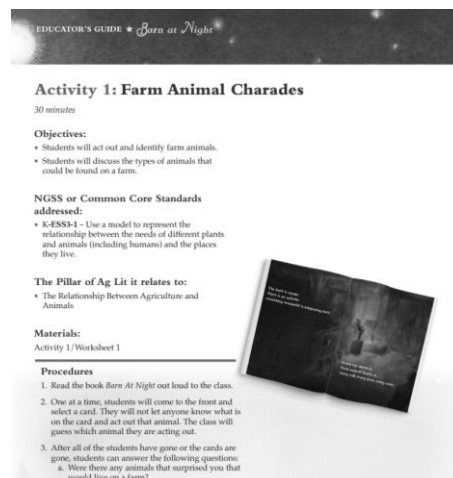 EDUCATOR'S GUIDE ★ Barn at Night
Activity 1: Farm Animal Charades
30 minutes
Objectives:
• Students will act out and identify farm animals.
• Students will discuss the types of animals that
could be found on a farm.
NGSS or Common Core Standards
addressed:
• K-ESS3-1 – Use a model to represent the
relationship between the needs of different plants
and animals (including humans) and the places
they live.
The Pillar of Ag Lit it relates to:
• The Relationship Between Agriculture and
Animals
Materials:
Activity 1/Worksheet 1
Procedures
1. Read the book Barn At Night out loud to the class.
2. One at a time, students will come to the front and
select a card. They will not let anyone know what is
on the card and act out that animal. The class will
guess which animal they are acting out.
3. After all of the students have gone or the cards are
gone, students can answer the following questions:
a. Were there any animals that surprised you that
would live on a farm?